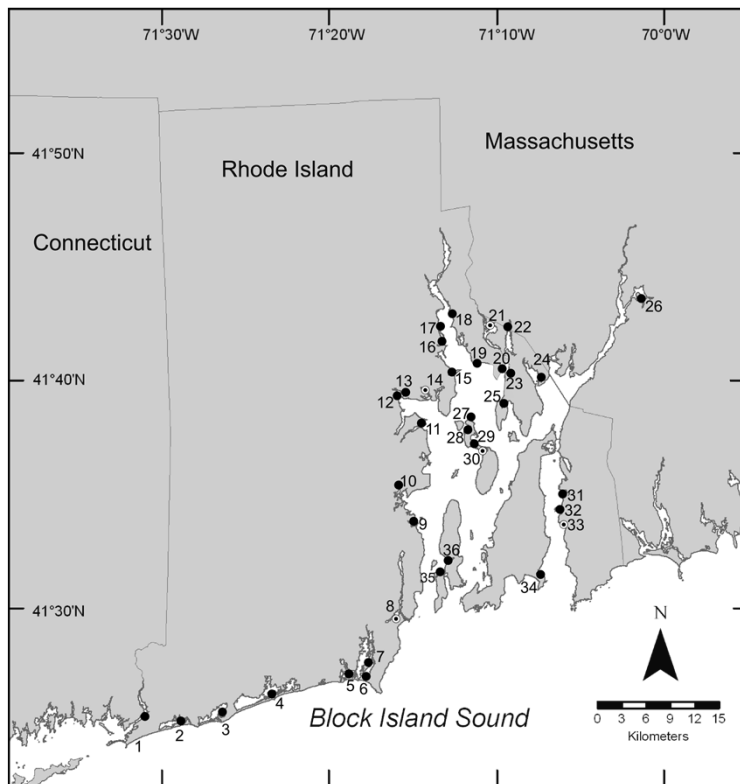 71°30'W 71°20'W 71°10'W 70°0'W
41°50'N
Massachusetts
Rhode Island
Connecticut
26
21
18 22
17
16
19 20 24
41°40'N
14 15 23
13
12
25
27
11 28 29
30
10
31
32
9 33
36
35
34
41°30'N
8
N
7
5 6
4
3
Block Island Sound
1 2
0 3 6 9 12 15
Kilometers